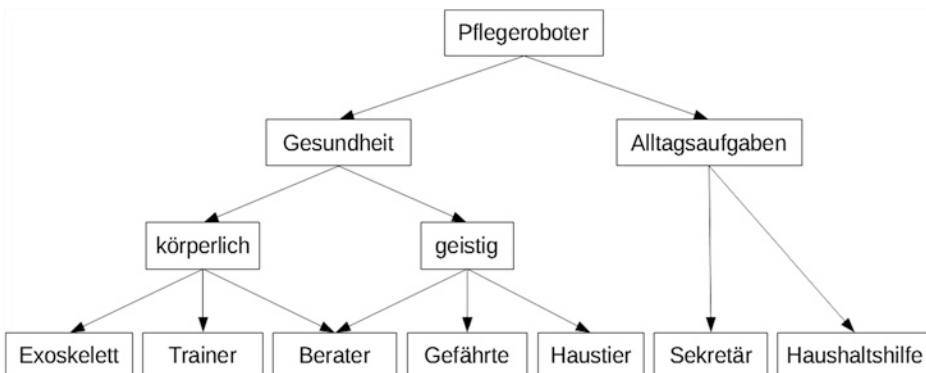 Pflegeroboter
Gesundheit
Alltagsaufgaben
körperlich
geistig
Exoskelett
Trainer
Berater
Gefährte
Haustier
Sekretär
Haushaltshilfe